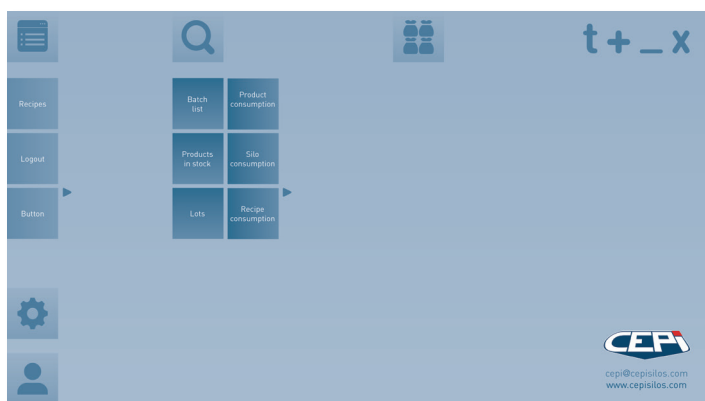 t + _ x
Recipes
Batch
list
Product
consumption
Logout
Products
in stock
Silo
consumption
Button
Lots
Recipe
consumption
CEPi
cepi@cepisilos.com
www.cepisilos.com